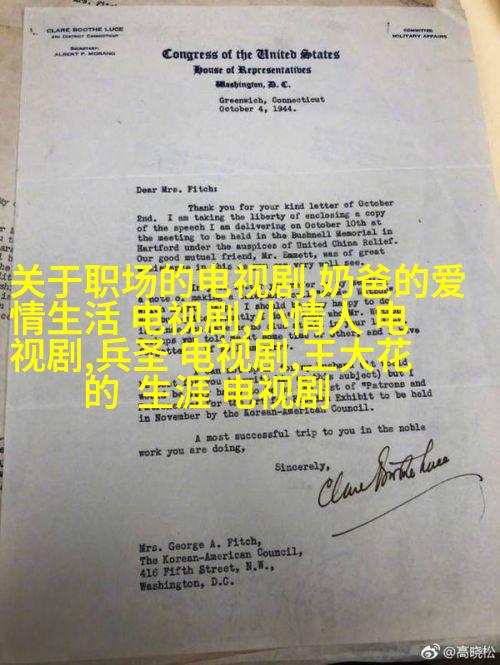 CLARE BOOTHE LUCE
4TH DISTRICT CONNECTICUT
SECRETARY:
ALBERT P. MORANO
COMMITTEE:
MILITARY AFFAIRS
Congress of the United States
House of Representatives
Washington, D. C.
Greenwich, Connecticut
October 4, 1944.
Dear Mrs. Fitch:
Thank you for your kind letter of October
2nd. I am taking the liberty of enclosing a copy
of the speech I am delivering on October 10th at
the meeting to be held in the Bushnell Memorial in
Hartford under the auspices of United China Relief.
Our good mutual friend, Mr. Emmett, was of great
关于职场的电视剧,奶爸的爱
情生活 电视剧,小情人 电
视剧,兵圣 电视剧,王大花
的 生涯 电视剧
Exhibit to be held
in November by the Korean-American Council.
A most successful trip to you in the noble
work you are doing,
Sincerely,
Clare Boothe Luce
Mrs. George A. Fitch,
The Korean-American Council,
416 Fifth Street, N.W.,
Washington, D.C.
@高晓松